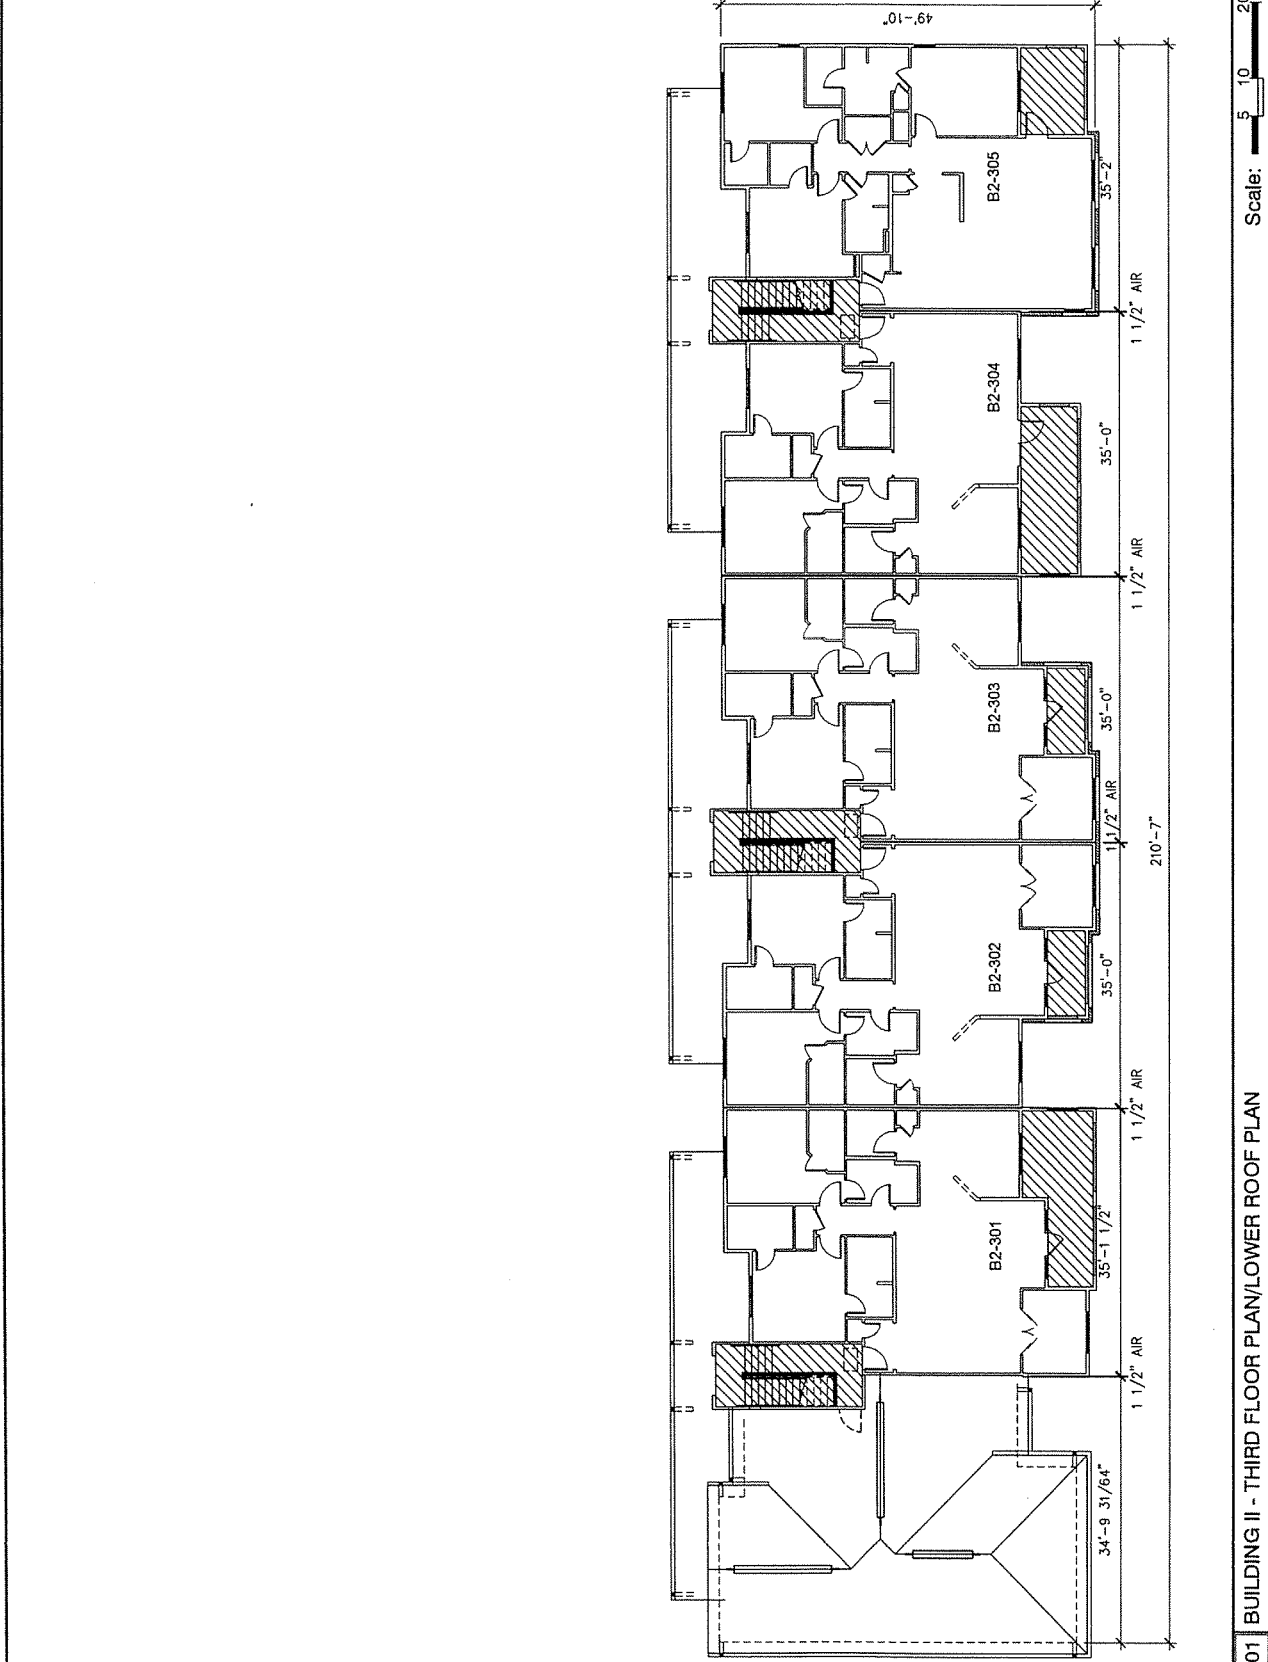 49'-10"
B2-305
35'-2"
1 1/2" AIR
B2-304
35'-0"
1 1/2" AIR
B2-303
35'-0"
1 1/2" AIR
210'-7"
B2-302
35'-0"
1 1/2" AIR
B2-301
35'-1 1/2"
1 1/2" AIR
34'-9 31/64"
01 BUILDING II - THIRD FLOOR PLAN/LOWER ROOF PLAN
Scale: 5 10 20